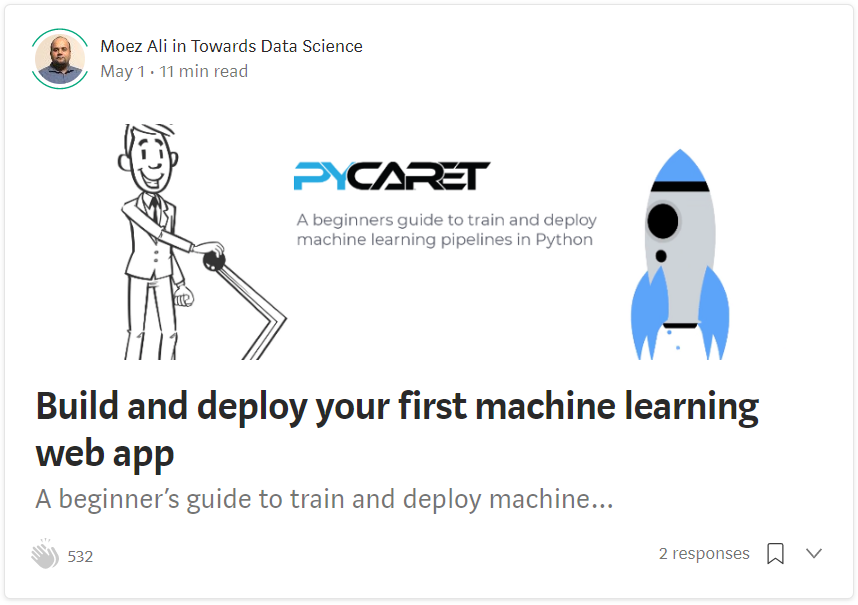 Moez Ali in Towards Data Science
May 1 · 11 min read
PYCARET
A beginners guide to train and deploy
machine learning pipelines in Python
Build and deploy your first machine learning
web app
A beginner’s guide to train and deploy machine...
532
2 responses